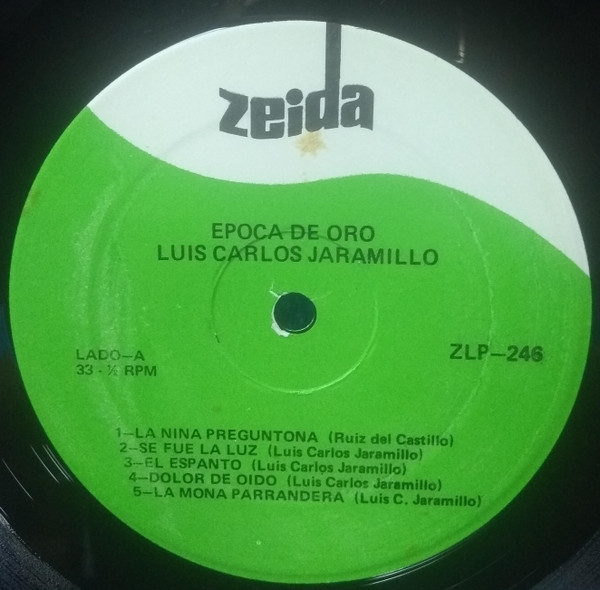 zeida
EPOCA DE ORO
LUIS CARLOS JARAMILLO
LADO—A
33 - ⅓ RPM
ZLP—246
1—LA NINA PREGUNTONA (Ruiz del Castillo)
2—SE FUE LA LUZ (Luis Carlos Jaramillo)
3—EL ESPANTO (Luis Carlos Jaramillo)
4—DOLOR DE OIDO (Luis Carlos Jaramillo)
5—LA MONA PARRANDERA (Luis C. Jaramillo)